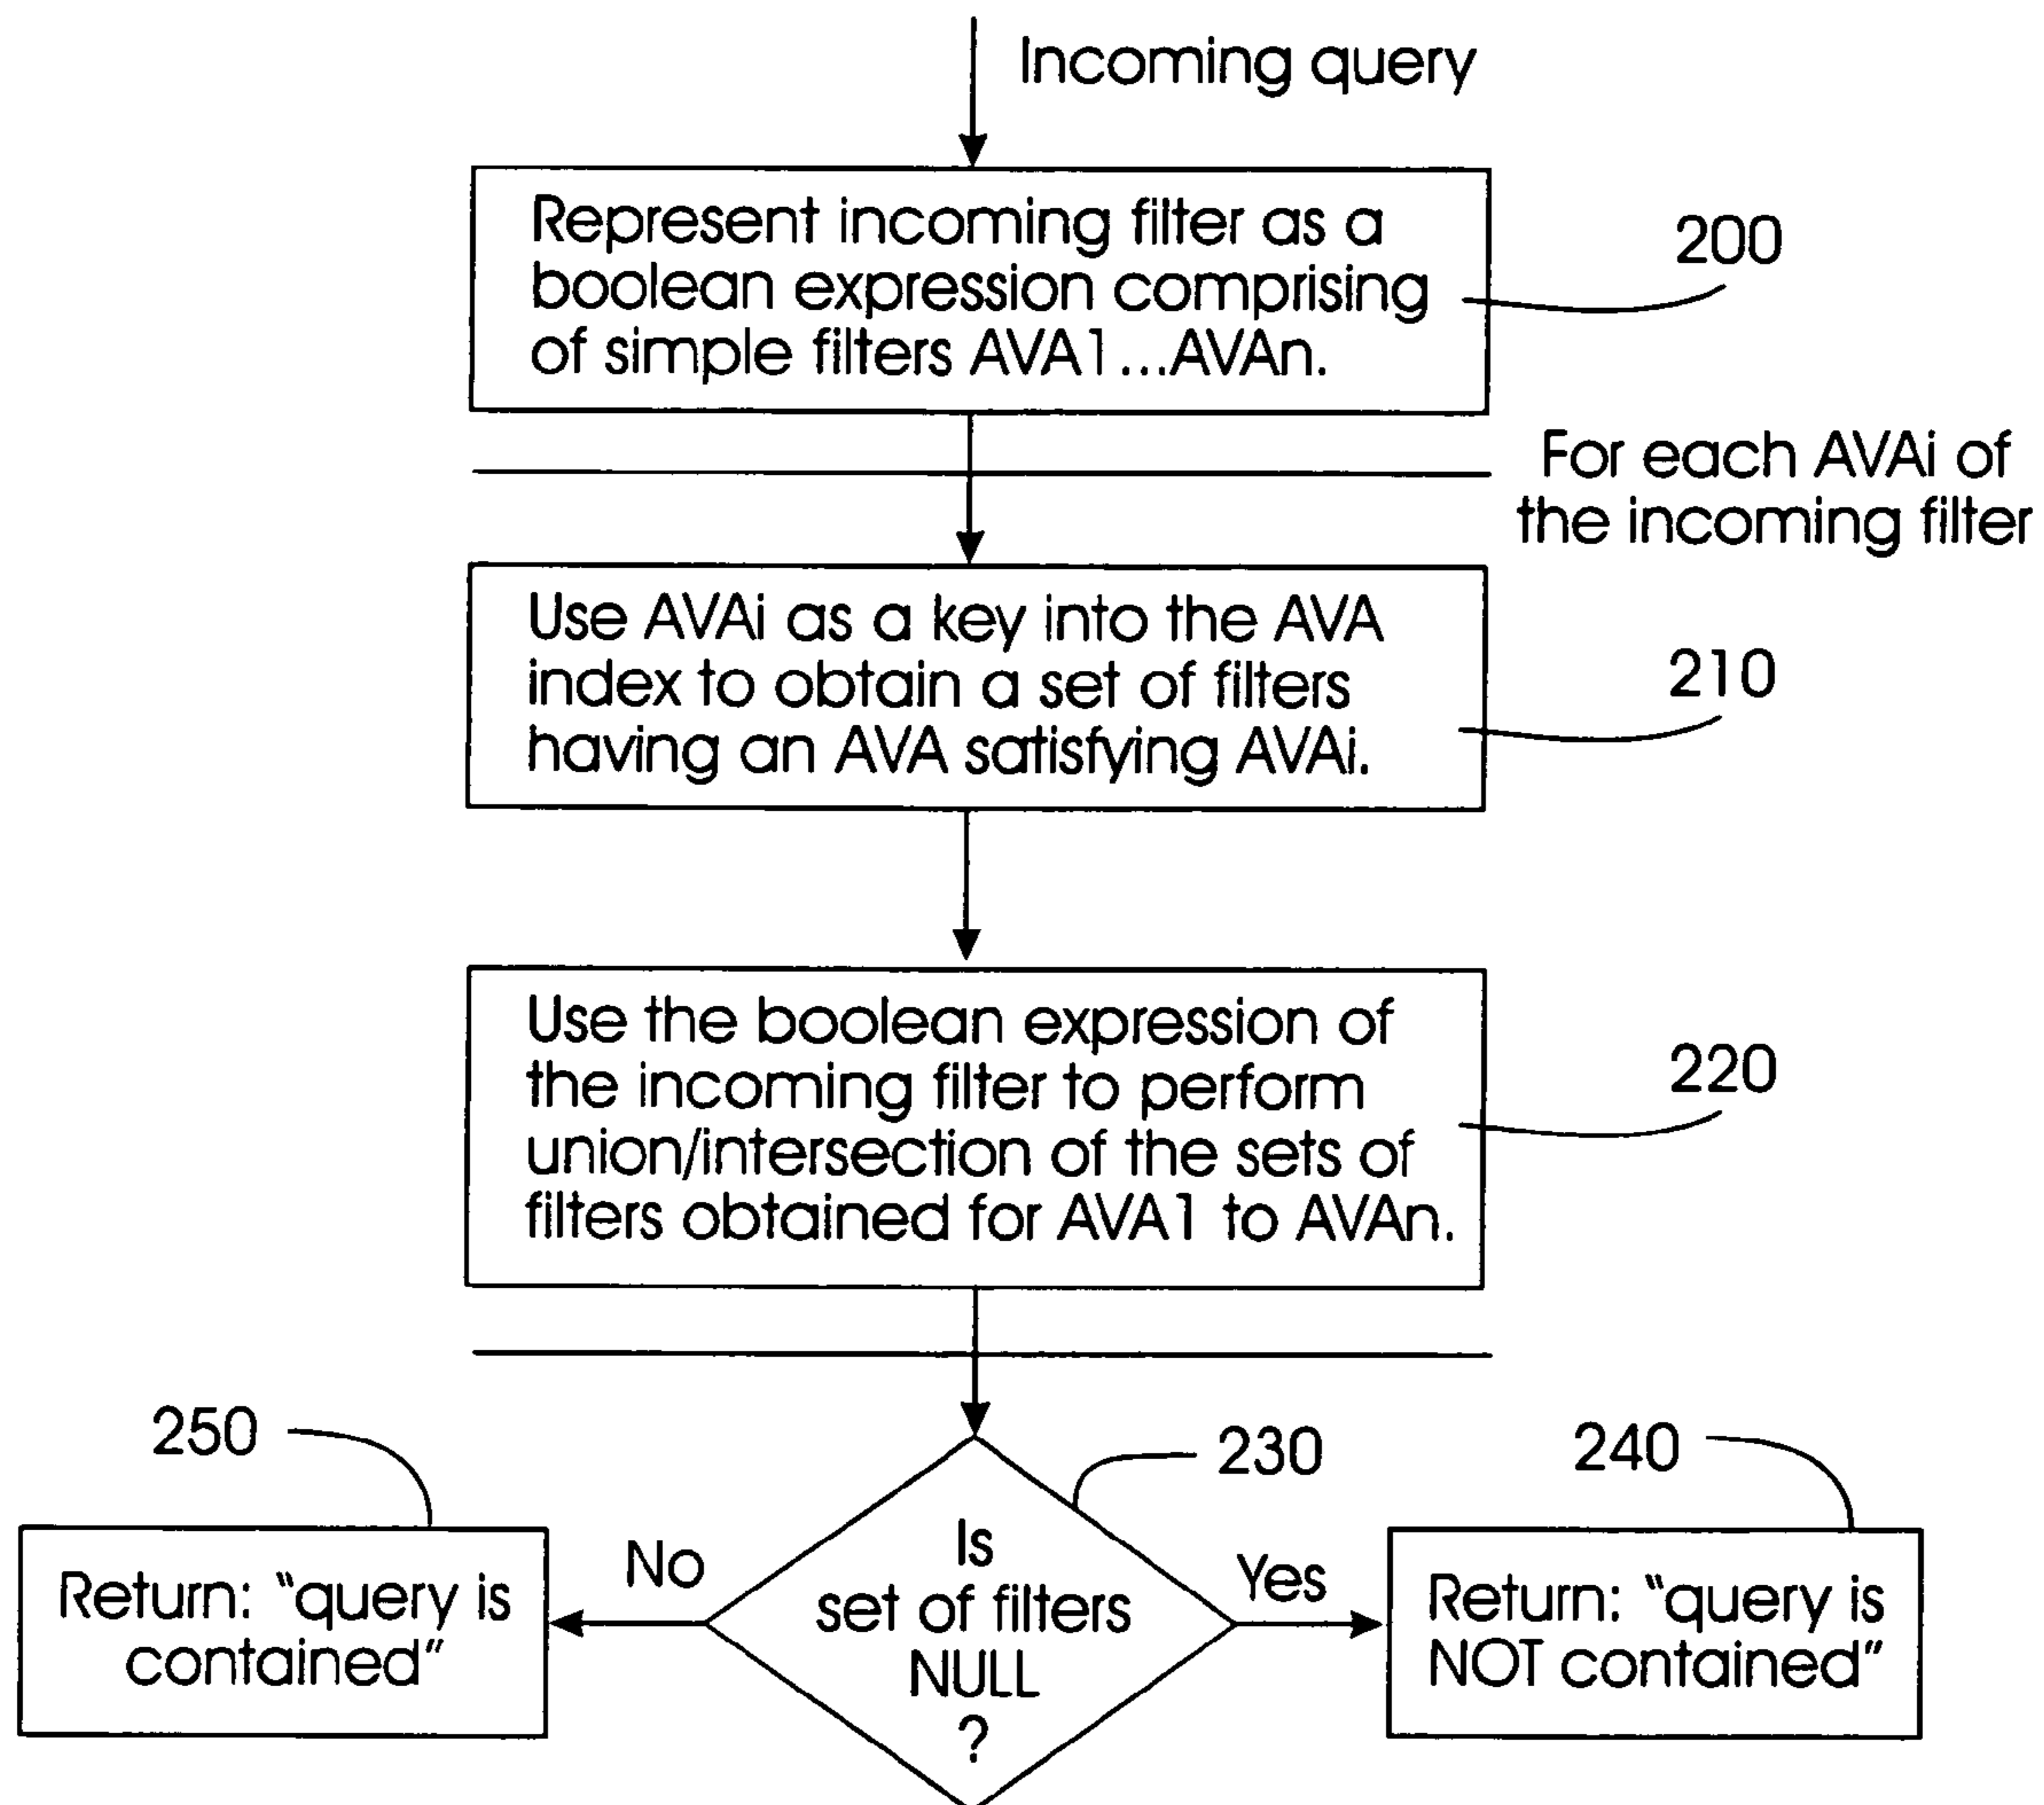 Incoming query
Represent incoming filter as a
boolean expression comprising
of simple filters AVA1...AVAn.
200
For each AVAi of
the incoming filter
Use AVAi as a key into the AVA
index to obtain a set of filters
having an AVA satisfying AVAi.
210
Use the boolean expression of
the incoming filter to perform
union/intersection of the sets of
filters obtained for AVA1 to AVAn.
220
250
230
240
Return: "query is
contained"
No
Is
set of filters
NULL
?
Yes
Return: "query is
NOT contained"